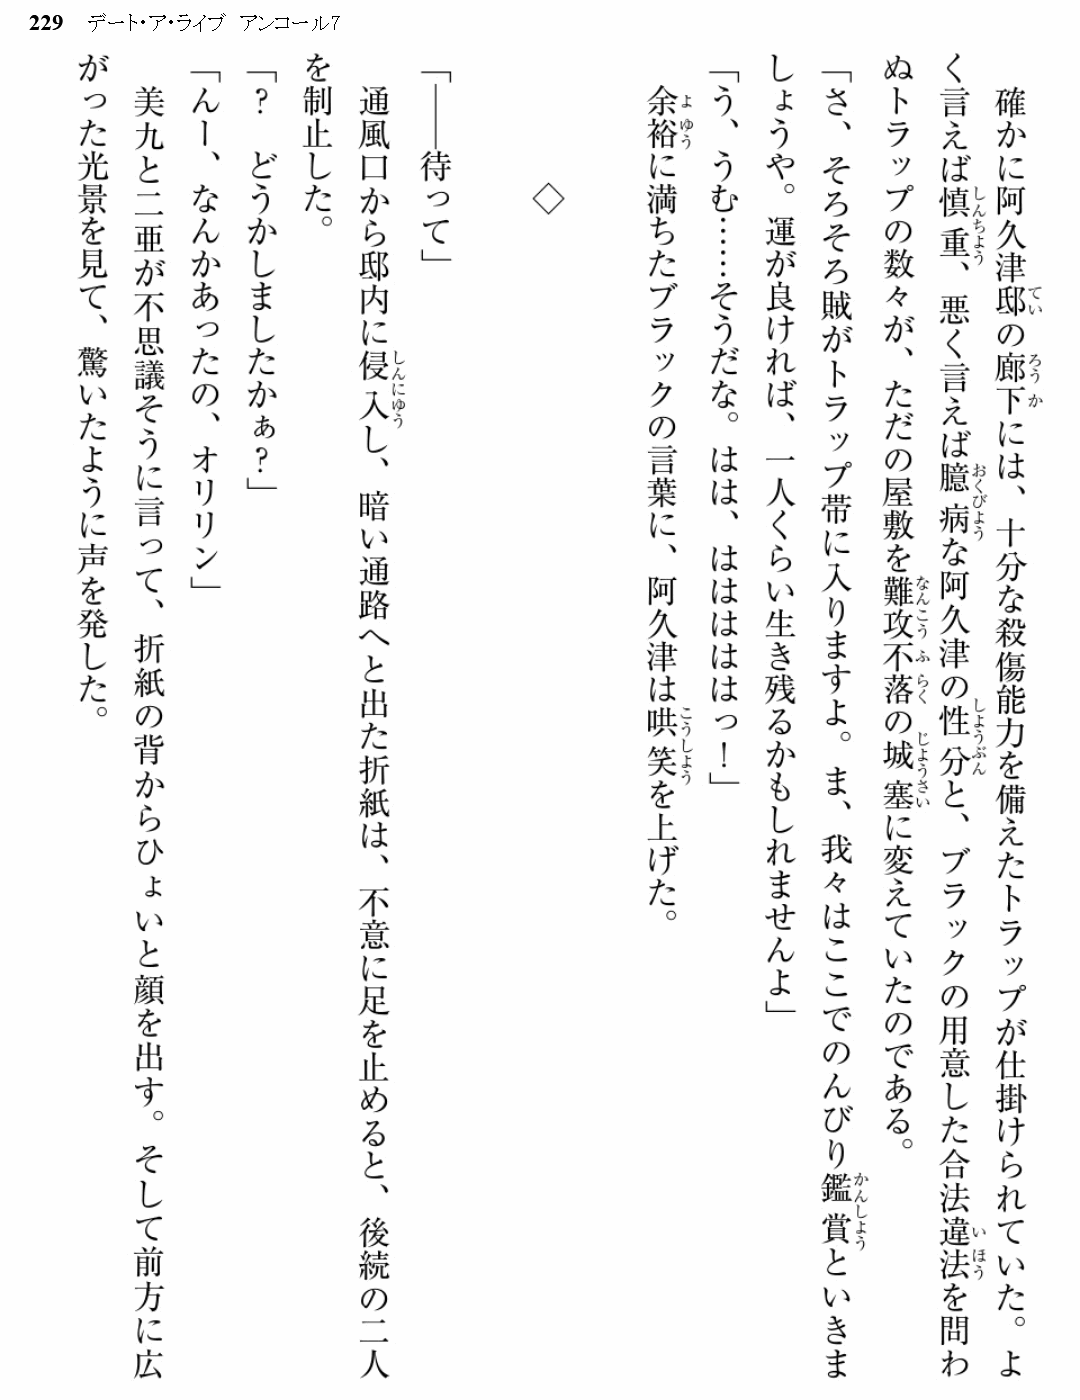 229 デート・ア・ライブ アンコール7
　確かに阿久津邸の廊下には、十分な殺傷能力を備えたトラップが仕掛けられていた。よ
く言えば慎重、悪く言えば臆病な阿久津の性分と、ブラックの用意した合法違法を問わ
ぬトラップの数々が、ただの屋敷を難攻不落の城塞に変えていたのである。
「さ、そろそろ賊がトラップ帯に入りますよ。ま、我々はここでのんびり鑑賞といきま
しょうや。運が良ければ、一人くらい生き残るかもしれませんよ」
「う、うむ……そうだな。はは、はははははっ！」
　余裕に満ちたブラックの言葉に、阿久津は哄笑を上げた。
◇
「――待って」
　通風口から邸内に侵入し、暗い通路へと出た折紙は、不意に足を止めると、後続の二人
を制止した。
「？　どうかしましたかぁ？」
「んー、なんかあったの、オリリン」
　美九と二亜が不思議そうに言って、折紙の背からひょいと顔を出す。そして前方に広
がった光景を見て、驚いたように声を発した。